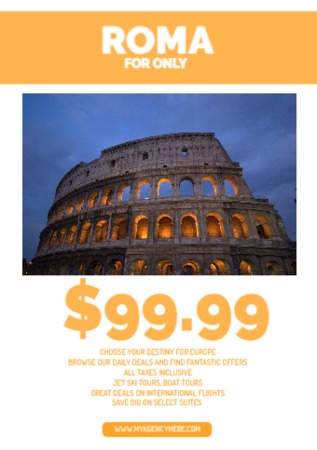 ROMA
FOR ONLY
$99.99
CHOOSE YOUR DESTINY FOR EUROPE
BROWSE OUR DAILY DEALS AND FIND FANTASTIC OFFERS
ALL TAXES INCLUSIVE
JET SKI TOURS, BOAT TOURS
GREAT DEALS ON INTERNATIONAL FLIGHTS
SAVE BIG ON SELECT SUITES
WWW.MYAGENCYHERE.COM